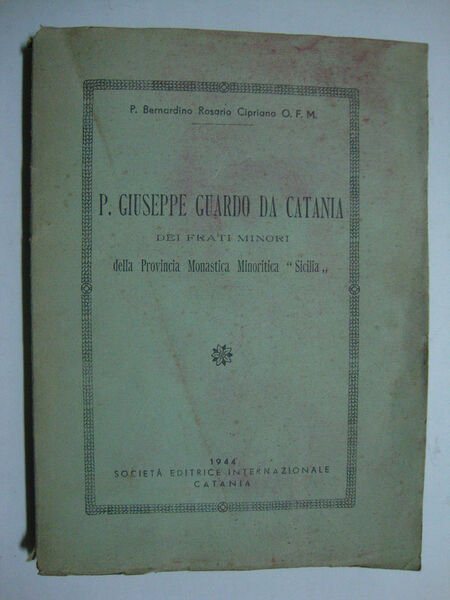 P. Bernardino Rosario Cipriano O. F. M.
P. GIUSEPPE GUARDO DA CATANIA
DEI FRATI MINORI
della Provincia Monastica Minoritica “ Sicilia „
1944
SOCIETÀ EDITRICE INTERNAZIONALE
CATANIA